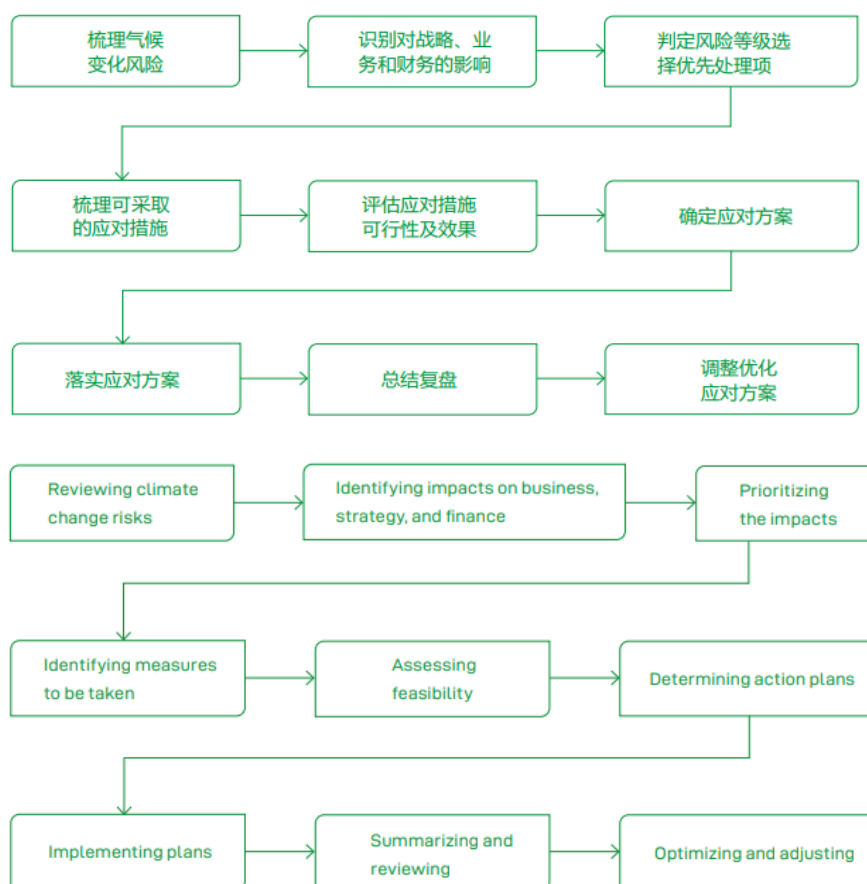 梳理气候
变化风险
识别对战略、业
务和财务的影响
判定风险等级选
择优先处理项
梳理可采取
的应对措施
评估应对措施
可行性及效果
确定应对方案
落实应对方案
总结复盘
调整优化
应对方案
Reviewing climate
change risks
Identifying impacts on business,
strategy, and finance
Prioritizing
the impacts
Identifying measures
to be taken
Assessing
feasibility
Determining action plans
Implementing plans
Summarizing and
reviewing
Optimizing and adjusting